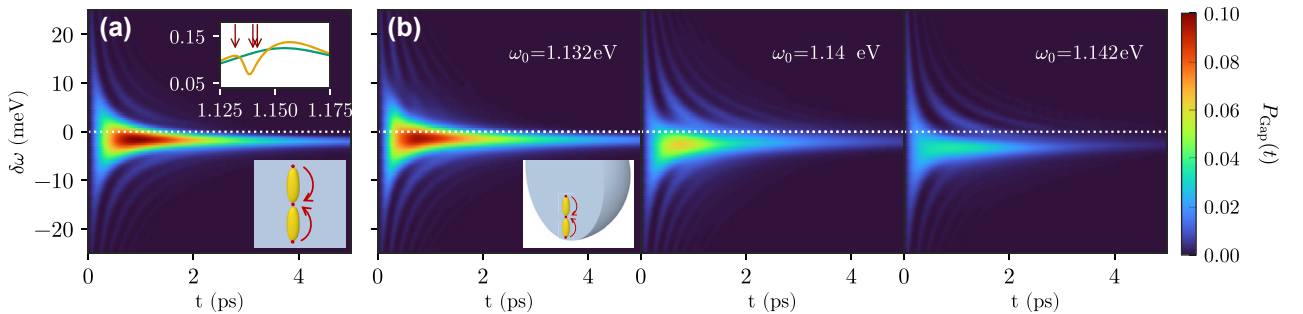 (a)
0.15
0.05
1.125 1.150 1.175
20
10
0
−10
−20
δω (meV)
0 2 4
t (ps)
(b)
ω₀=1.132eV
0 2 4
t (ps)
ω₀=1.14 eV
0 2 4
t (ps)
ω₀=1.142eV
0 2 4
t (ps)
0.10
0.08
0.06
0.04
0.02
0.00
P_Gap(t)